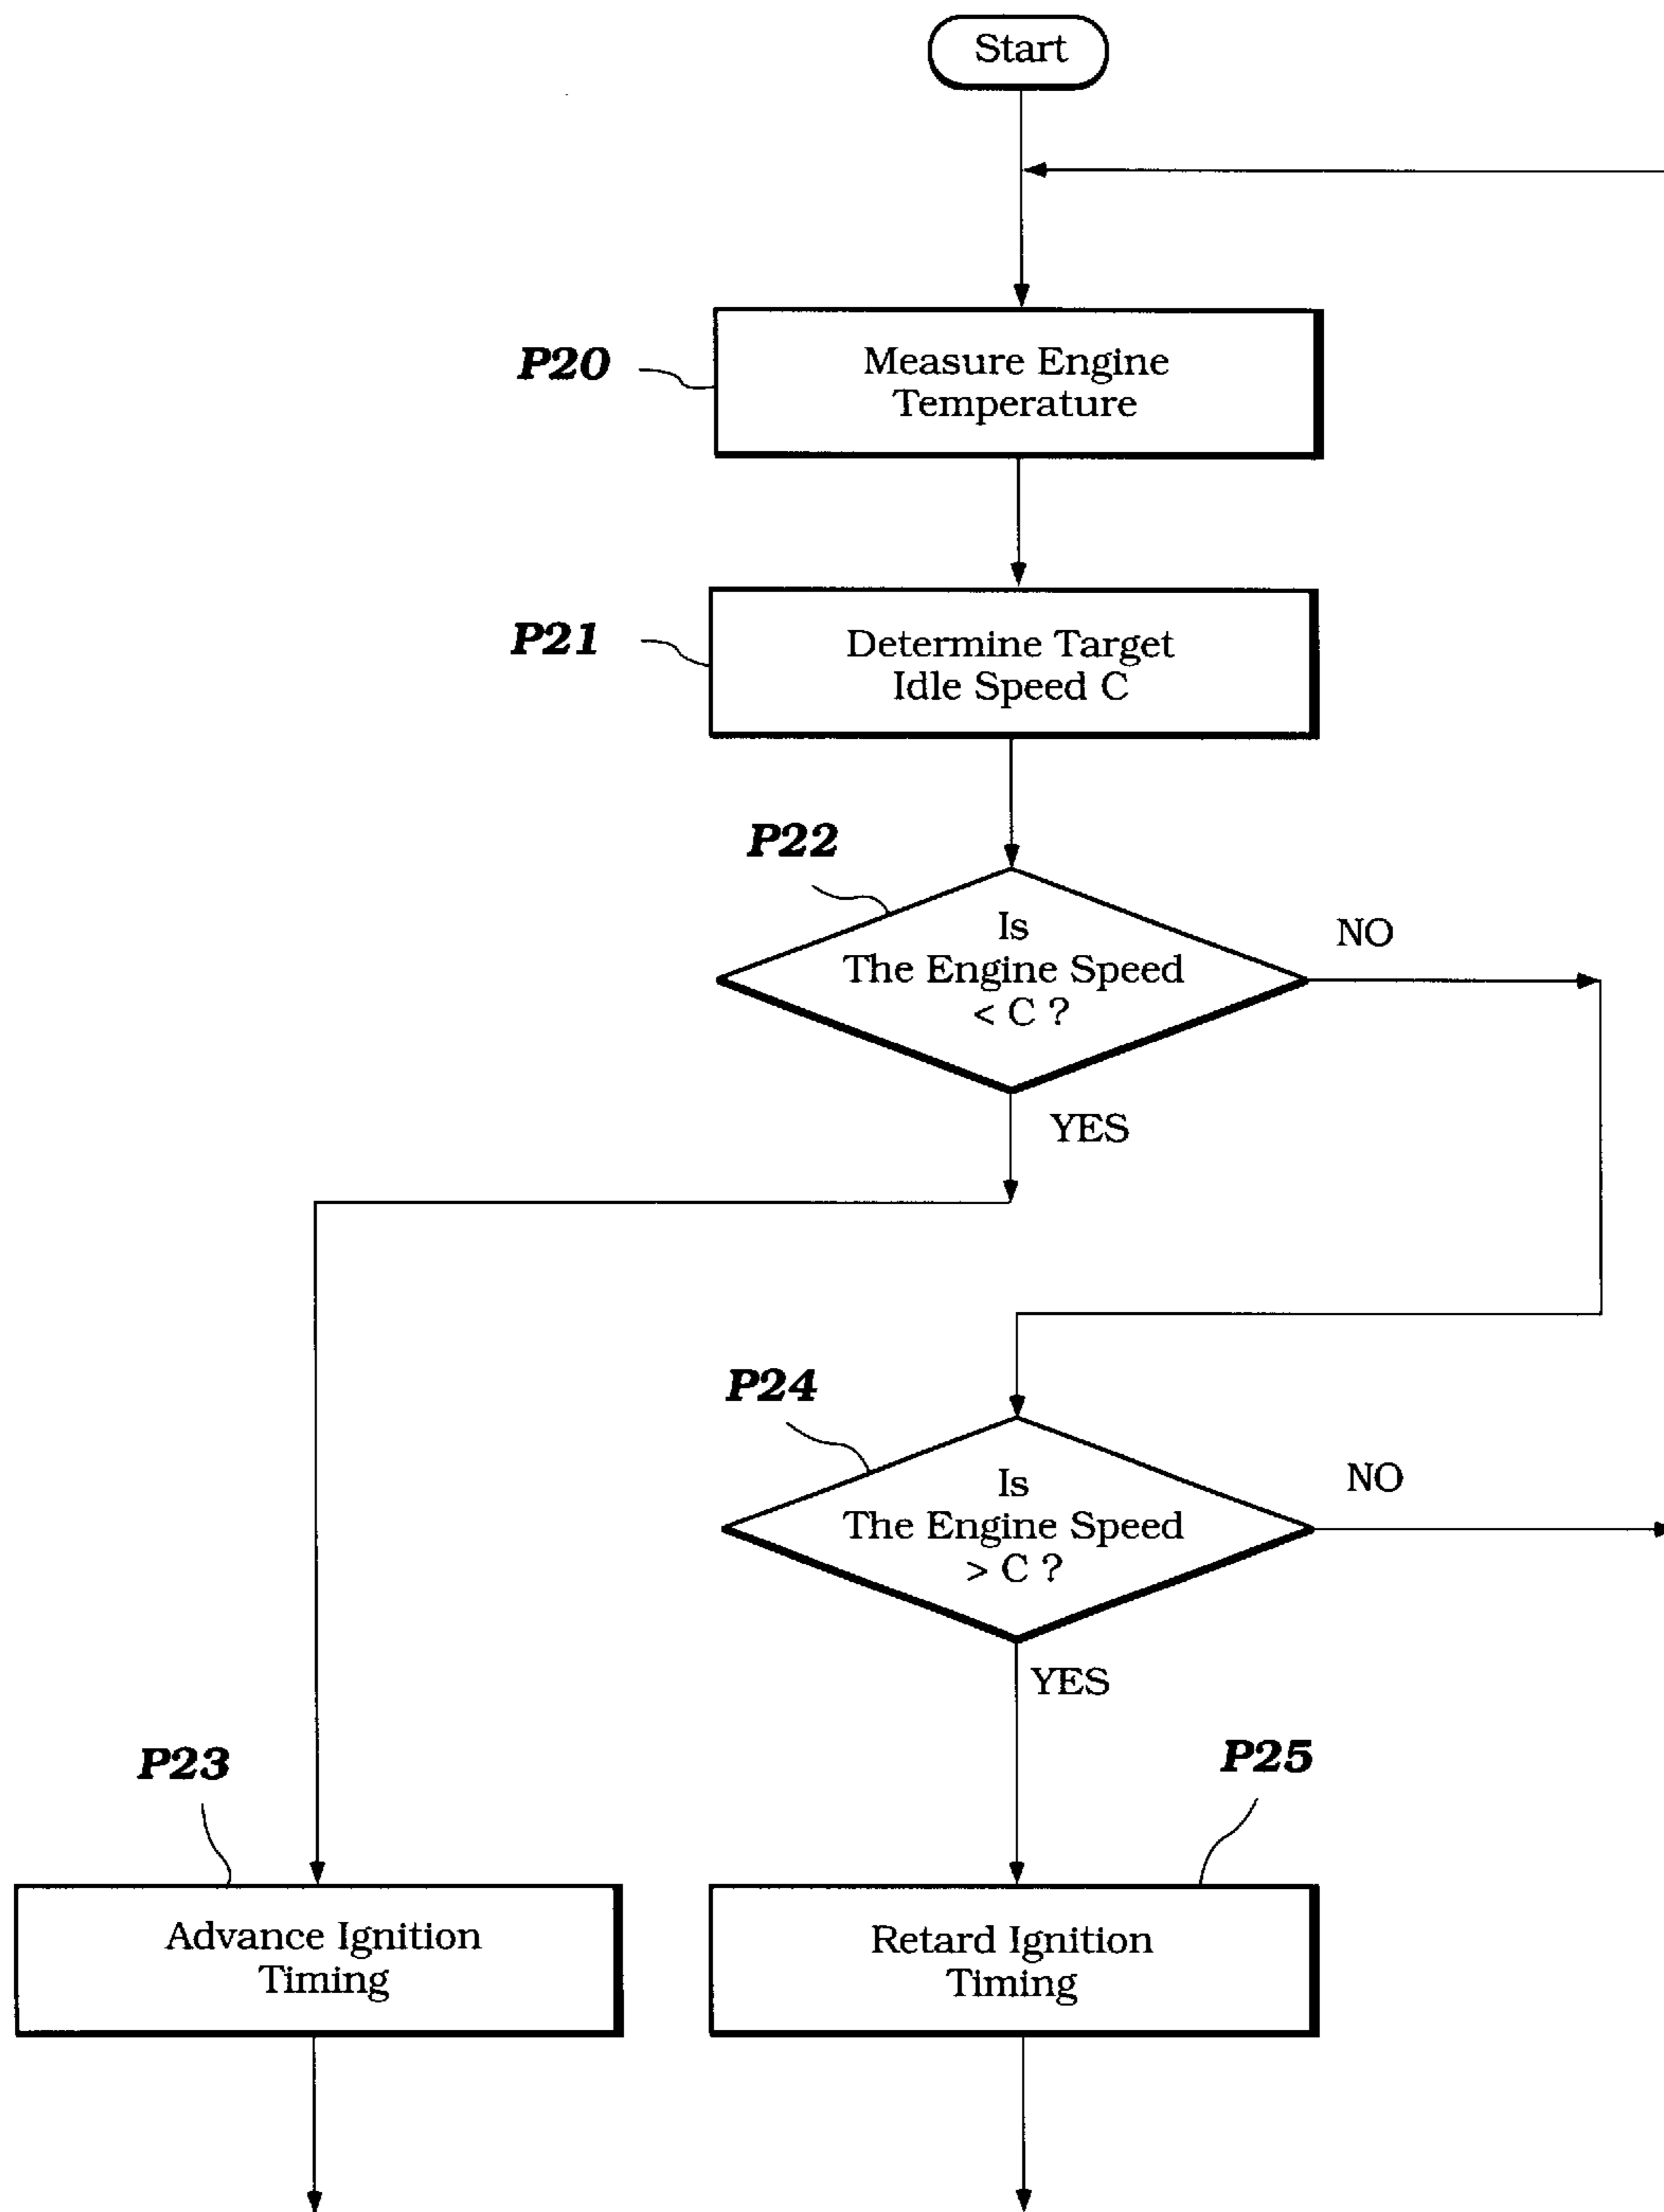 Start
P20
Measure Engine
Temperature
P21
Determine Target
Idle Speed C
P22
Is
The Engine Speed
< C ?
NO
YES
P24
Is
The Engine Speed
> C ?
NO
YES
P23
P25
Advance Ignition
Timing
Retard Ignition
Timing